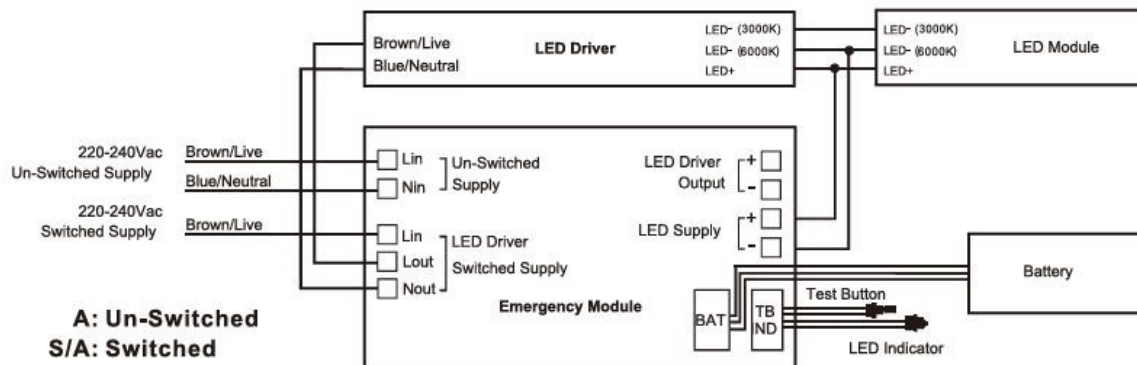 Brown/Live
Blue/Neutral
LED Driver
LED- (3000K)
LED- (6000K)
LED+
LED- (3000K)
LED- (6000K)
LED+
LED Module
220-240Vac
Un-Switched Supply
Brown/Live
Blue/Neutral
220-240Vac
Switched Supply
Brown/Live
Lin
Nin
Un-Switched
Supply
Lin
Lout
Nout
LED Driver
Switched Supply
LED Driver
Output
+
-
LED Supply
+
-
Emergency Module
BAT
TB
IND
Test Button
LED Indicator
Battery
A: Un-Switched
S/A: Switched